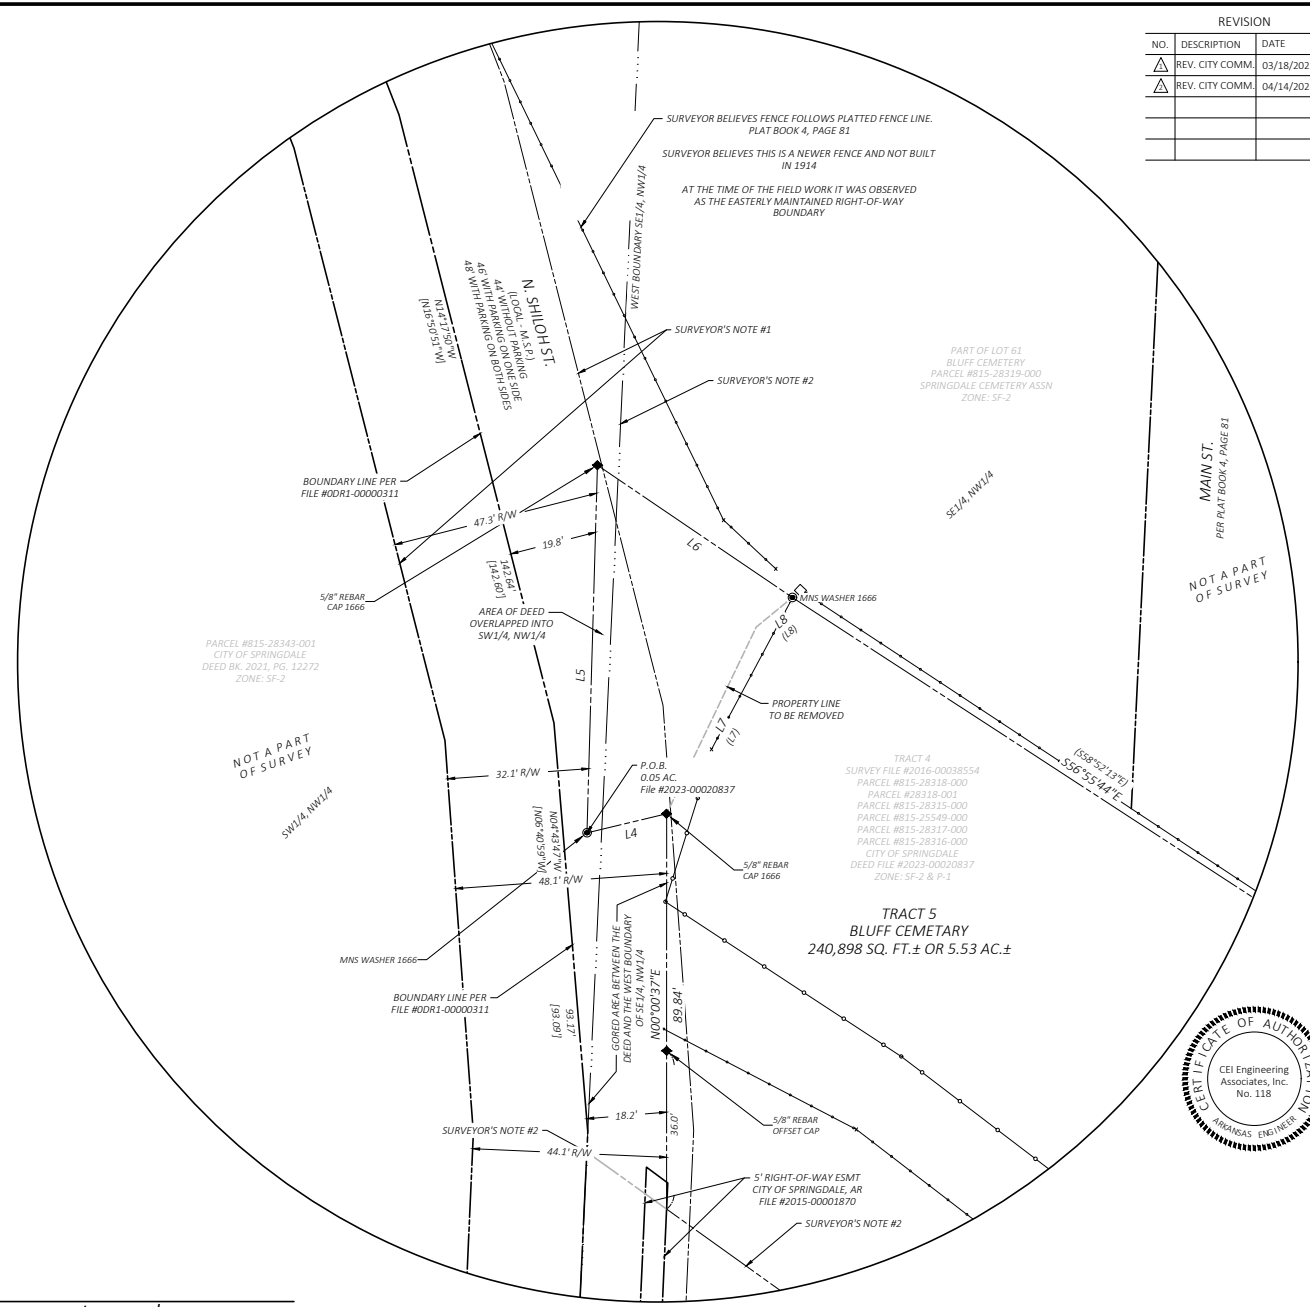 REVISION
NO. DESCRIPTION DATE
1 REV. CITY COMM. 03/18/202
2 REV. CITY COMM. 04/14/202
SURVEYOR BELIEVES FENCE FOLLOWS PLATTED FENCE LINE.
PLAT BOOK 4, PAGE 81
SURVEYOR BELIEVES THIS IS A NEWER FENCE AND NOT BUILT
IN 1914
AT THE TIME OF THE FIELD WORK IT WAS OBSERVED
AS THE EASTERLY MAINTAINED RIGHT-OF-WAY
BOUNDARY
WEST BOUNDARY SE1/4, NW1/4
N. SHILOH ST.
(LOCAL - M.S.P.)
44' WITHOUT PARKING
46' WITH PARKING ON ONE SIDE
48' WITH PARKING ON BOTH SIDES
N14°17'50"W
[N16°50'51"W]
SURVEYOR'S NOTE #1
SURVEYOR'S NOTE #2
PART OF LOT 61
BLUFF CEMETERY
PARCEL #815-28319-000
SPRINGDALE CEMETERY ASSN
ZONE: SF-2
MAIN ST.
PER PLAT BOOK 4, PAGE 81
SE1/4, NW1/4
NOT A PART
OF SURVEY
BOUNDARY LINE PER
FILE #0DR1-00000311
47.3' R/W
19.8'
142.64'
[142.60']
L6
5/8" REBAR
CAP 1666
AREA OF DEED
OVERLAPPED INTO
SW1/4, NW1/4
MNS WASHER 1666
L8
(L8)
PARCEL #815-28343-001
CITY OF SPRINGDALE
DEED BK. 2021, PG. 12272
ZONE: SF-2
L5
PROPERTY LINE
TO BE REMOVED
L7
(L7)
NOT A PART
OF SURVEY
SW1/4, NW1/4
32.1' R/W
P.O.B.
0.05 AC.
File #2023-00020837
(S58°52'13"E)
S56°55'44"E
TRACT 4
SURVEY FILE #2016-00038554
PARCEL #815-28318-000
PARCEL #28318-001
PARCEL #815-28315-000
PARCEL #815-25549-000
PARCEL #815-28317-000
PARCEL #815-28316-000
CITY OF SPRINGDALE
DEED FILE #2023-00020837
ZONE: SF-2 & P-1
L4
N04°43'47"W
[N06°40'59"W]
48.1' R/W
5/8" REBAR
CAP 1666
TRACT 5
BLUFF CEMETARY
240,898 SQ. FT.± OR 5.53 AC.±
MNS WASHER 1666
BOUNDARY LINE PER
FILE #0DR1-00000311
93.17'
[93.09']
GORED AREA BETWEEN THE
DEED AND THE WEST BOUNDARY
OF SE1/4, NW1/4
N00°00'37"E
89.84'
CERTIFICATE OF AUTHORIZATION
CEI Engineering
Associates, Inc.
No. 118
ARKANSAS ENGINEER
18.2'
36.0'
5/8" REBAR
OFFSET CAP
SURVEYOR'S NOTE #2
44.1' R/W
5' RIGHT-OF-WAY ESMT
CITY OF SPRINGDALE, AR
FILE #2015-00001870
SURVEYOR'S NOTE #2